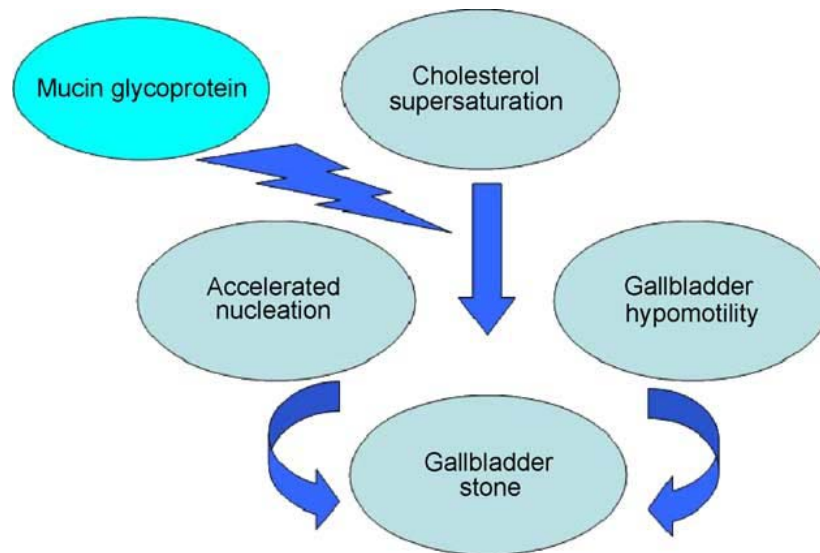 Mucin glycoprotein
Cholesterol
supersaturation
Accelerated
nucleation
Gallbladder
hypomotility
Gallbladder
stone